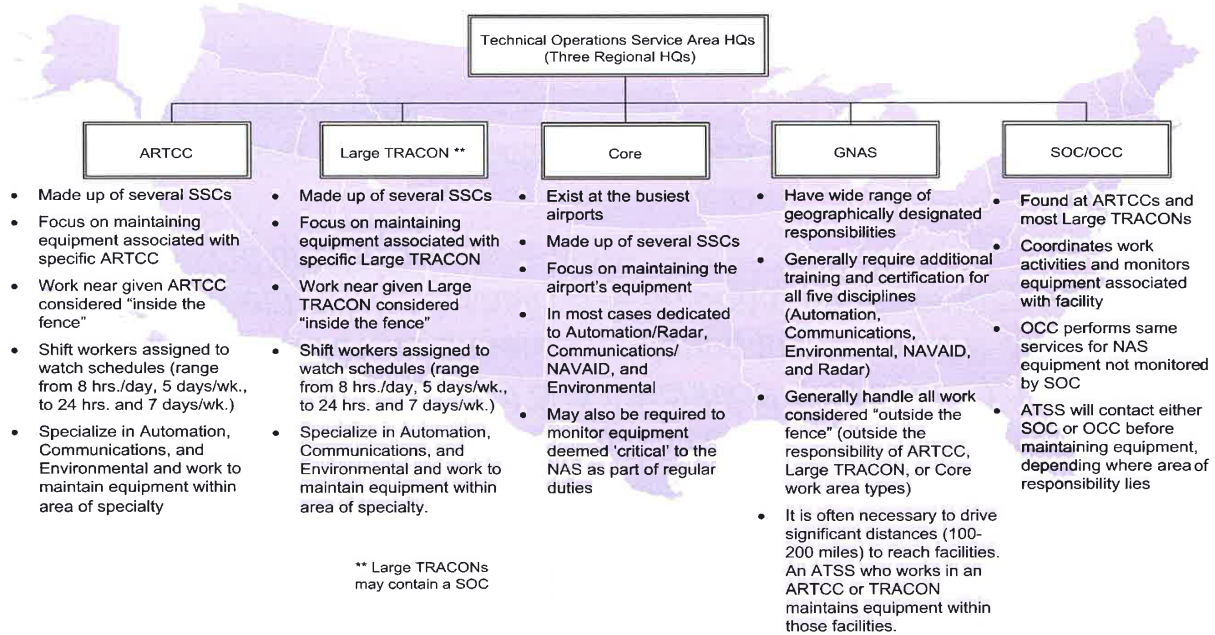 Technical Operations Service Area HQs
(Three Regional HQs)
ARTCC
• Made up of several SSCs
• Focus on maintaining
equipment associated with
specific ARTCC
• Work near given ARTCC
considered “inside the
fence”
• Shift workers assigned to
watch schedules (range
from 8 hrs./day, 5 days/wk.,
to 24 hrs. and 7 days/wk.)
• Specialize in Automation,
Communications, and
Environmental and work to
maintain equipment within
area of specialty
Large TRACON **
• Made up of several SSCs
• Focus on maintaining
equipment associated with
specific Large TRACON
• Work near given Large
TRACON considered
“inside the fence”
• Shift workers assigned to
watch schedules (range
from 8 hrs./day, 5 days/wk.,
to 24 hrs. and 7 days/wk.)
• Specialize in Automation,
Communications, and
Environmental and work to
maintain equipment within
area of specialty.
** Large TRACONs
may contain a SOC
Core
• Exist at the busiest
airports
• Made up of several SSCs
• Focus on maintaining the
airport’s equipment
• In most cases dedicated
to Automation/Radar,
Communications/
NAVAID, and
Environmental
• May also be required to
monitor equipment
deemed ‘critical’ to the
NAS as part of regular
duties
GNAS
• Have wide range of
geographically designated
responsibilities
• Generally require additional
training and certification for
all five disciplines
(Automation,
Communications,
Environmental, NAVAID,
and Radar)
• Generally handle all work
considered “outside the
fence” (outside the
responsibility of ARTCC,
Large TRACON, or Core
work area types)
• It is often necessary to drive
significant distances (100-
200 miles) to reach facilities.
An ATSS who works in an
ARTCC or TRACON
maintains equipment within
those facilities.
SOC/OCC
• Found at ARTCCs and
most Large TRACONs
• Coordinates work
activities and monitors
equipment associated
with facility
• OCC performs same
services for NAS
equipment not monitored
by SOC
• ATSS will contact either
SOC or OCC before
maintaining equipment,
depending where area of
responsibility lies